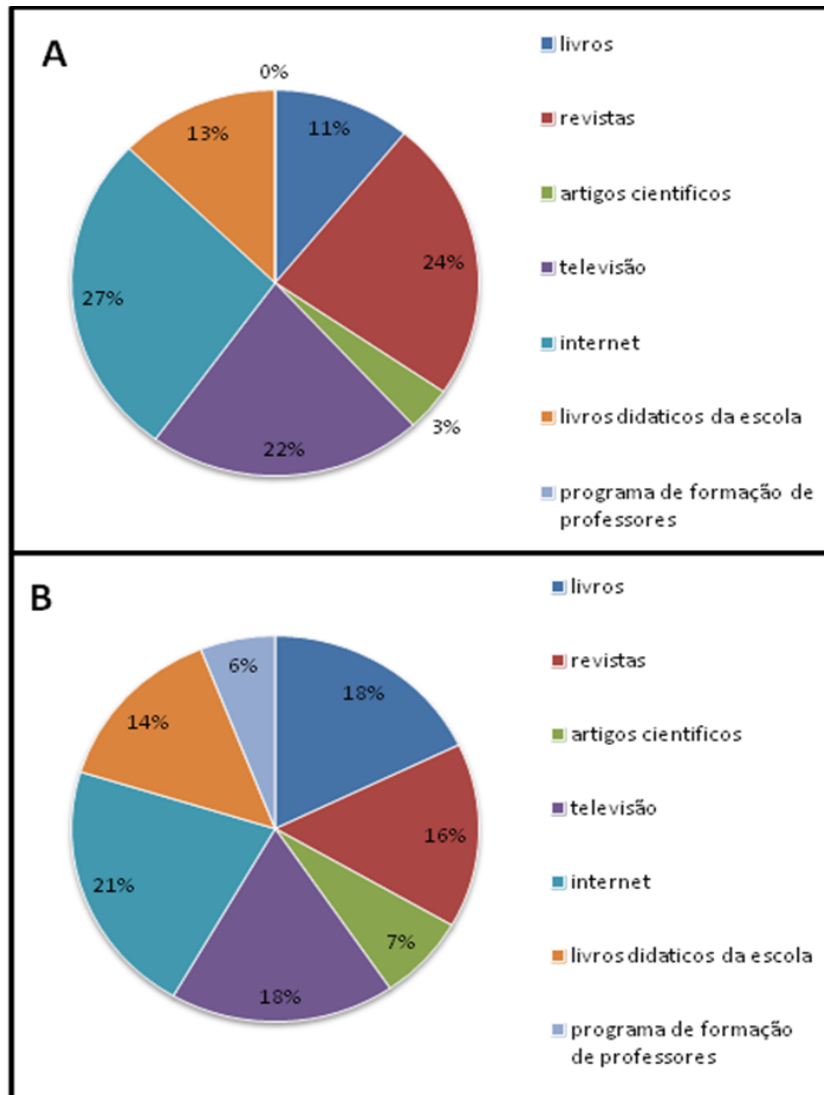 A
0%
11%
24%
3%
22%
27%
13%
livros
revistas
artigos cientificos
televisão
internet
livros didaticos da escola
programa de formação de
professores
B
18%
16%
7%
18%
21%
14%
6%
livros
revistas
artigos cientificos
televisão
internet
livros didaticos da escola
programa de formação
de professores